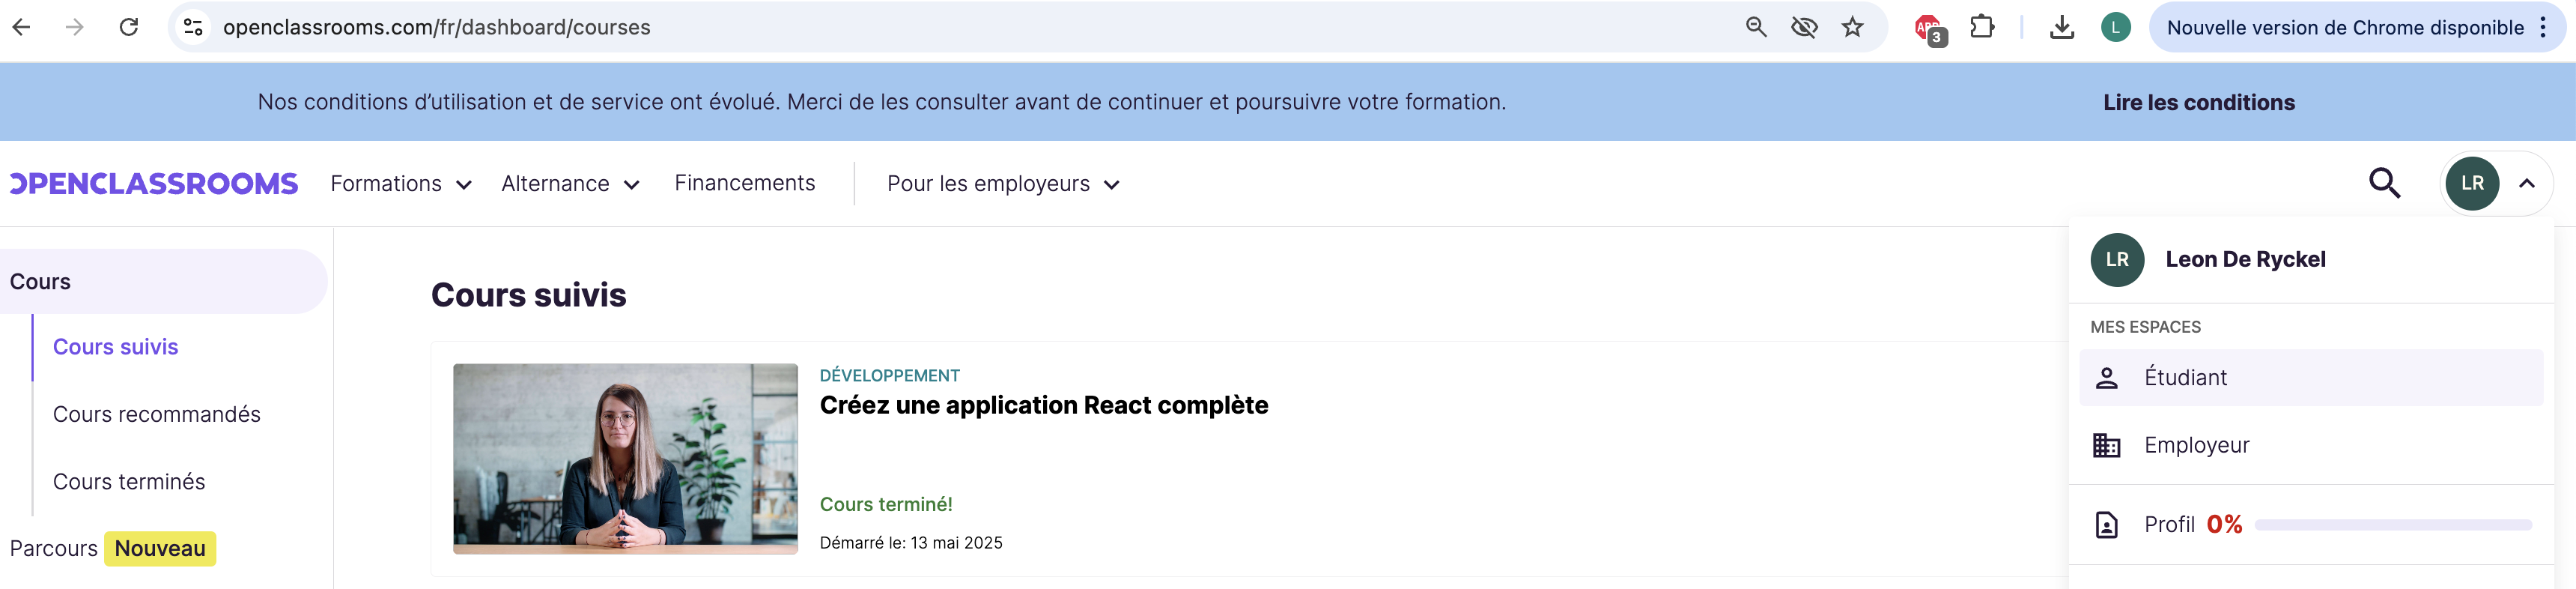 openclassrooms.com/fr/dashboard/courses
ABP
3
L
Nouvelle version de Chrome disponible
Nos conditions d’utilisation et de service ont évolué. Merci de les consulter avant de continuer et poursuivre votre formation.
Lire les conditions
OPENCLASSROOMS
Formations
Alternance
Financements
Pour les employeurs
LR
LR
Leon De Ryckel
MES ESPACES
Étudiant
Employeur
Profil 0%
Cours
Cours suivis
Cours recommandés
Cours terminés
Parcours Nouveau
Cours suivis
DÉVELOPPEMENT
Créez une application React complète
Cours terminé!
Démarré le: 13 mai 2025